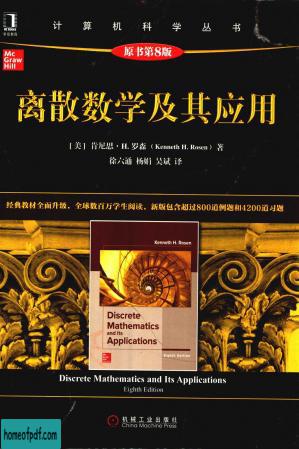 计算机科学丛书
华章教育
Mc
Graw
Hill
原书第8版
离散数学及其应用
[美] 肯尼思·H. 罗森（Kenneth H. Rosen）著
徐六通 杨娟 吴斌 译
经典教材全面升级，全球数百万学生阅读，新版包含超过800道例题和4200道习题
Kenneth H. Rosen
Discrete
Mathematics
and Its
Applications
Eighth Edition
Discrete Mathematics and Its Applications
Eighth Edition
机械工业出版社
China Machine Press
homeofpdf.com